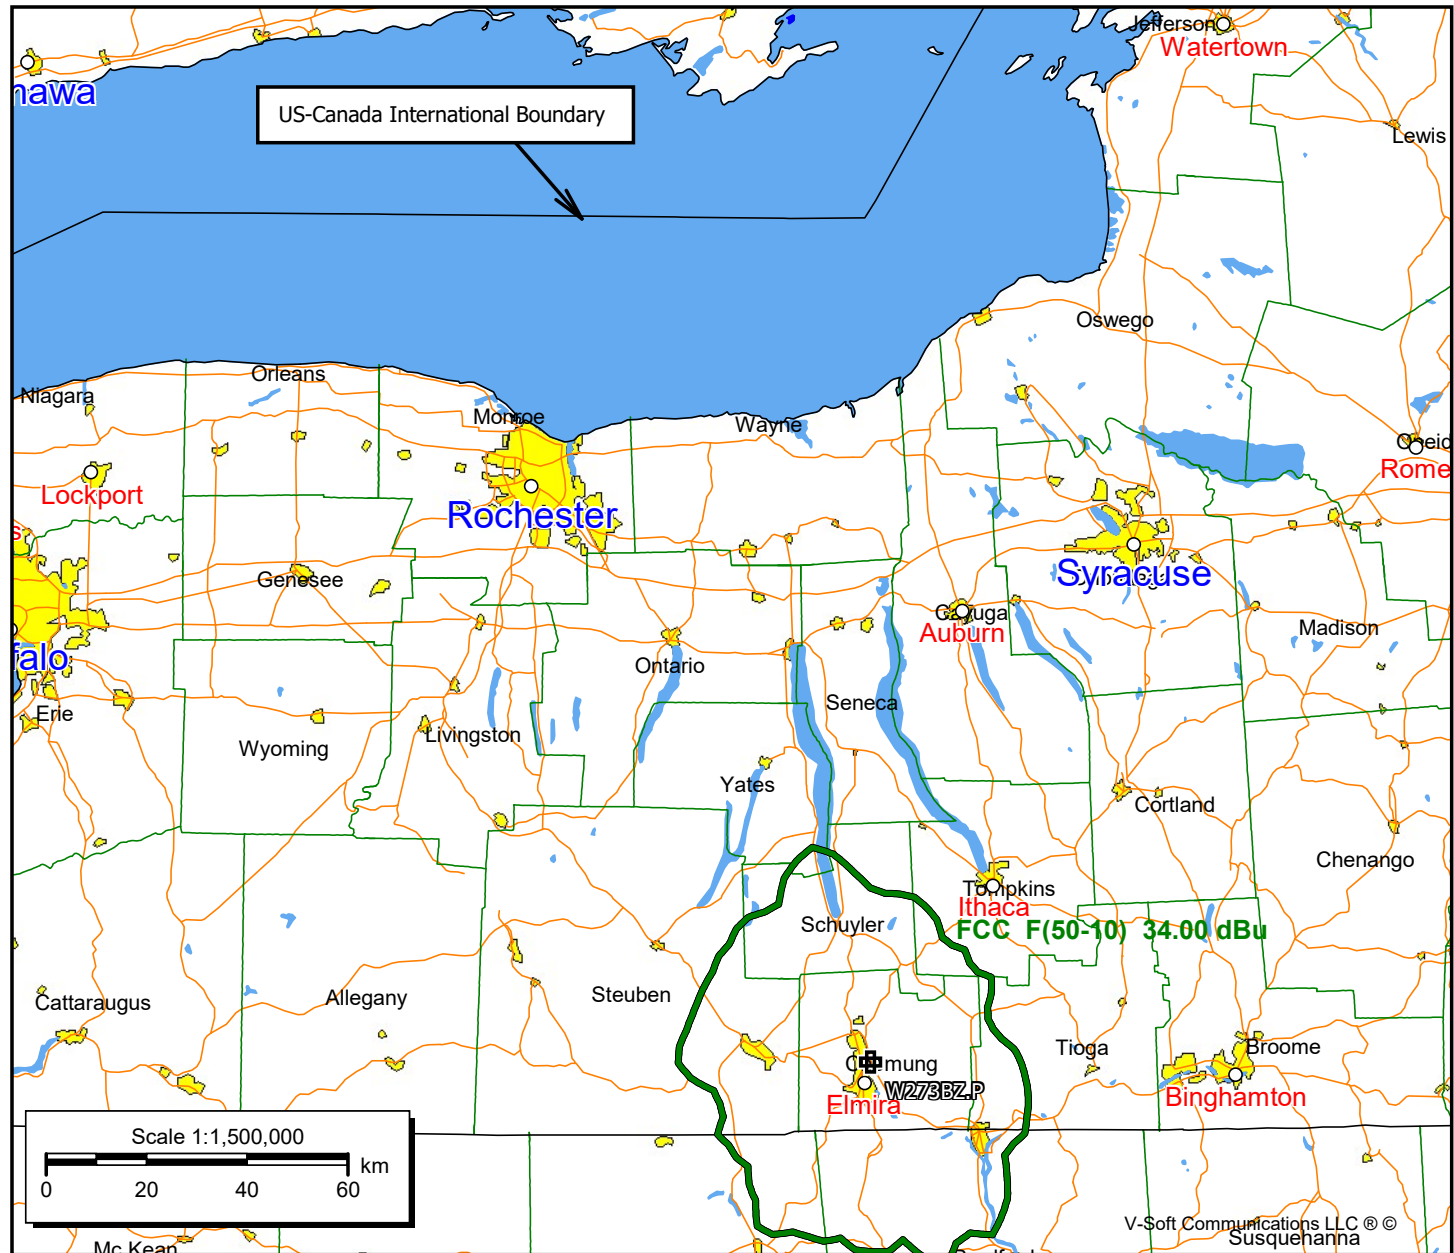 Jefferson
Watertown
nawa
US-Canada International Boundary
Lewis
Oswego
Orleans
Niagara
Monroe
Wayne
Rome
Lockport
Rochester
Syracuse
Genesee
Auburn
Madison
falo
Ontario
Seneca
Erie
Livingston
Wyoming
Yates
Cortland
Chenango
Tompkins
Ithaca
Schuyler
FCC F(50-10) 34.00 dBu
Steuben
Allegany
Cattaraugus
Tioga
Broome
W273BZ.P
Elmira
Binghamton
Scale 1:1,500,000
km
0 20 40 60
V-Soft Communications LLC ® ©
Susquehanna